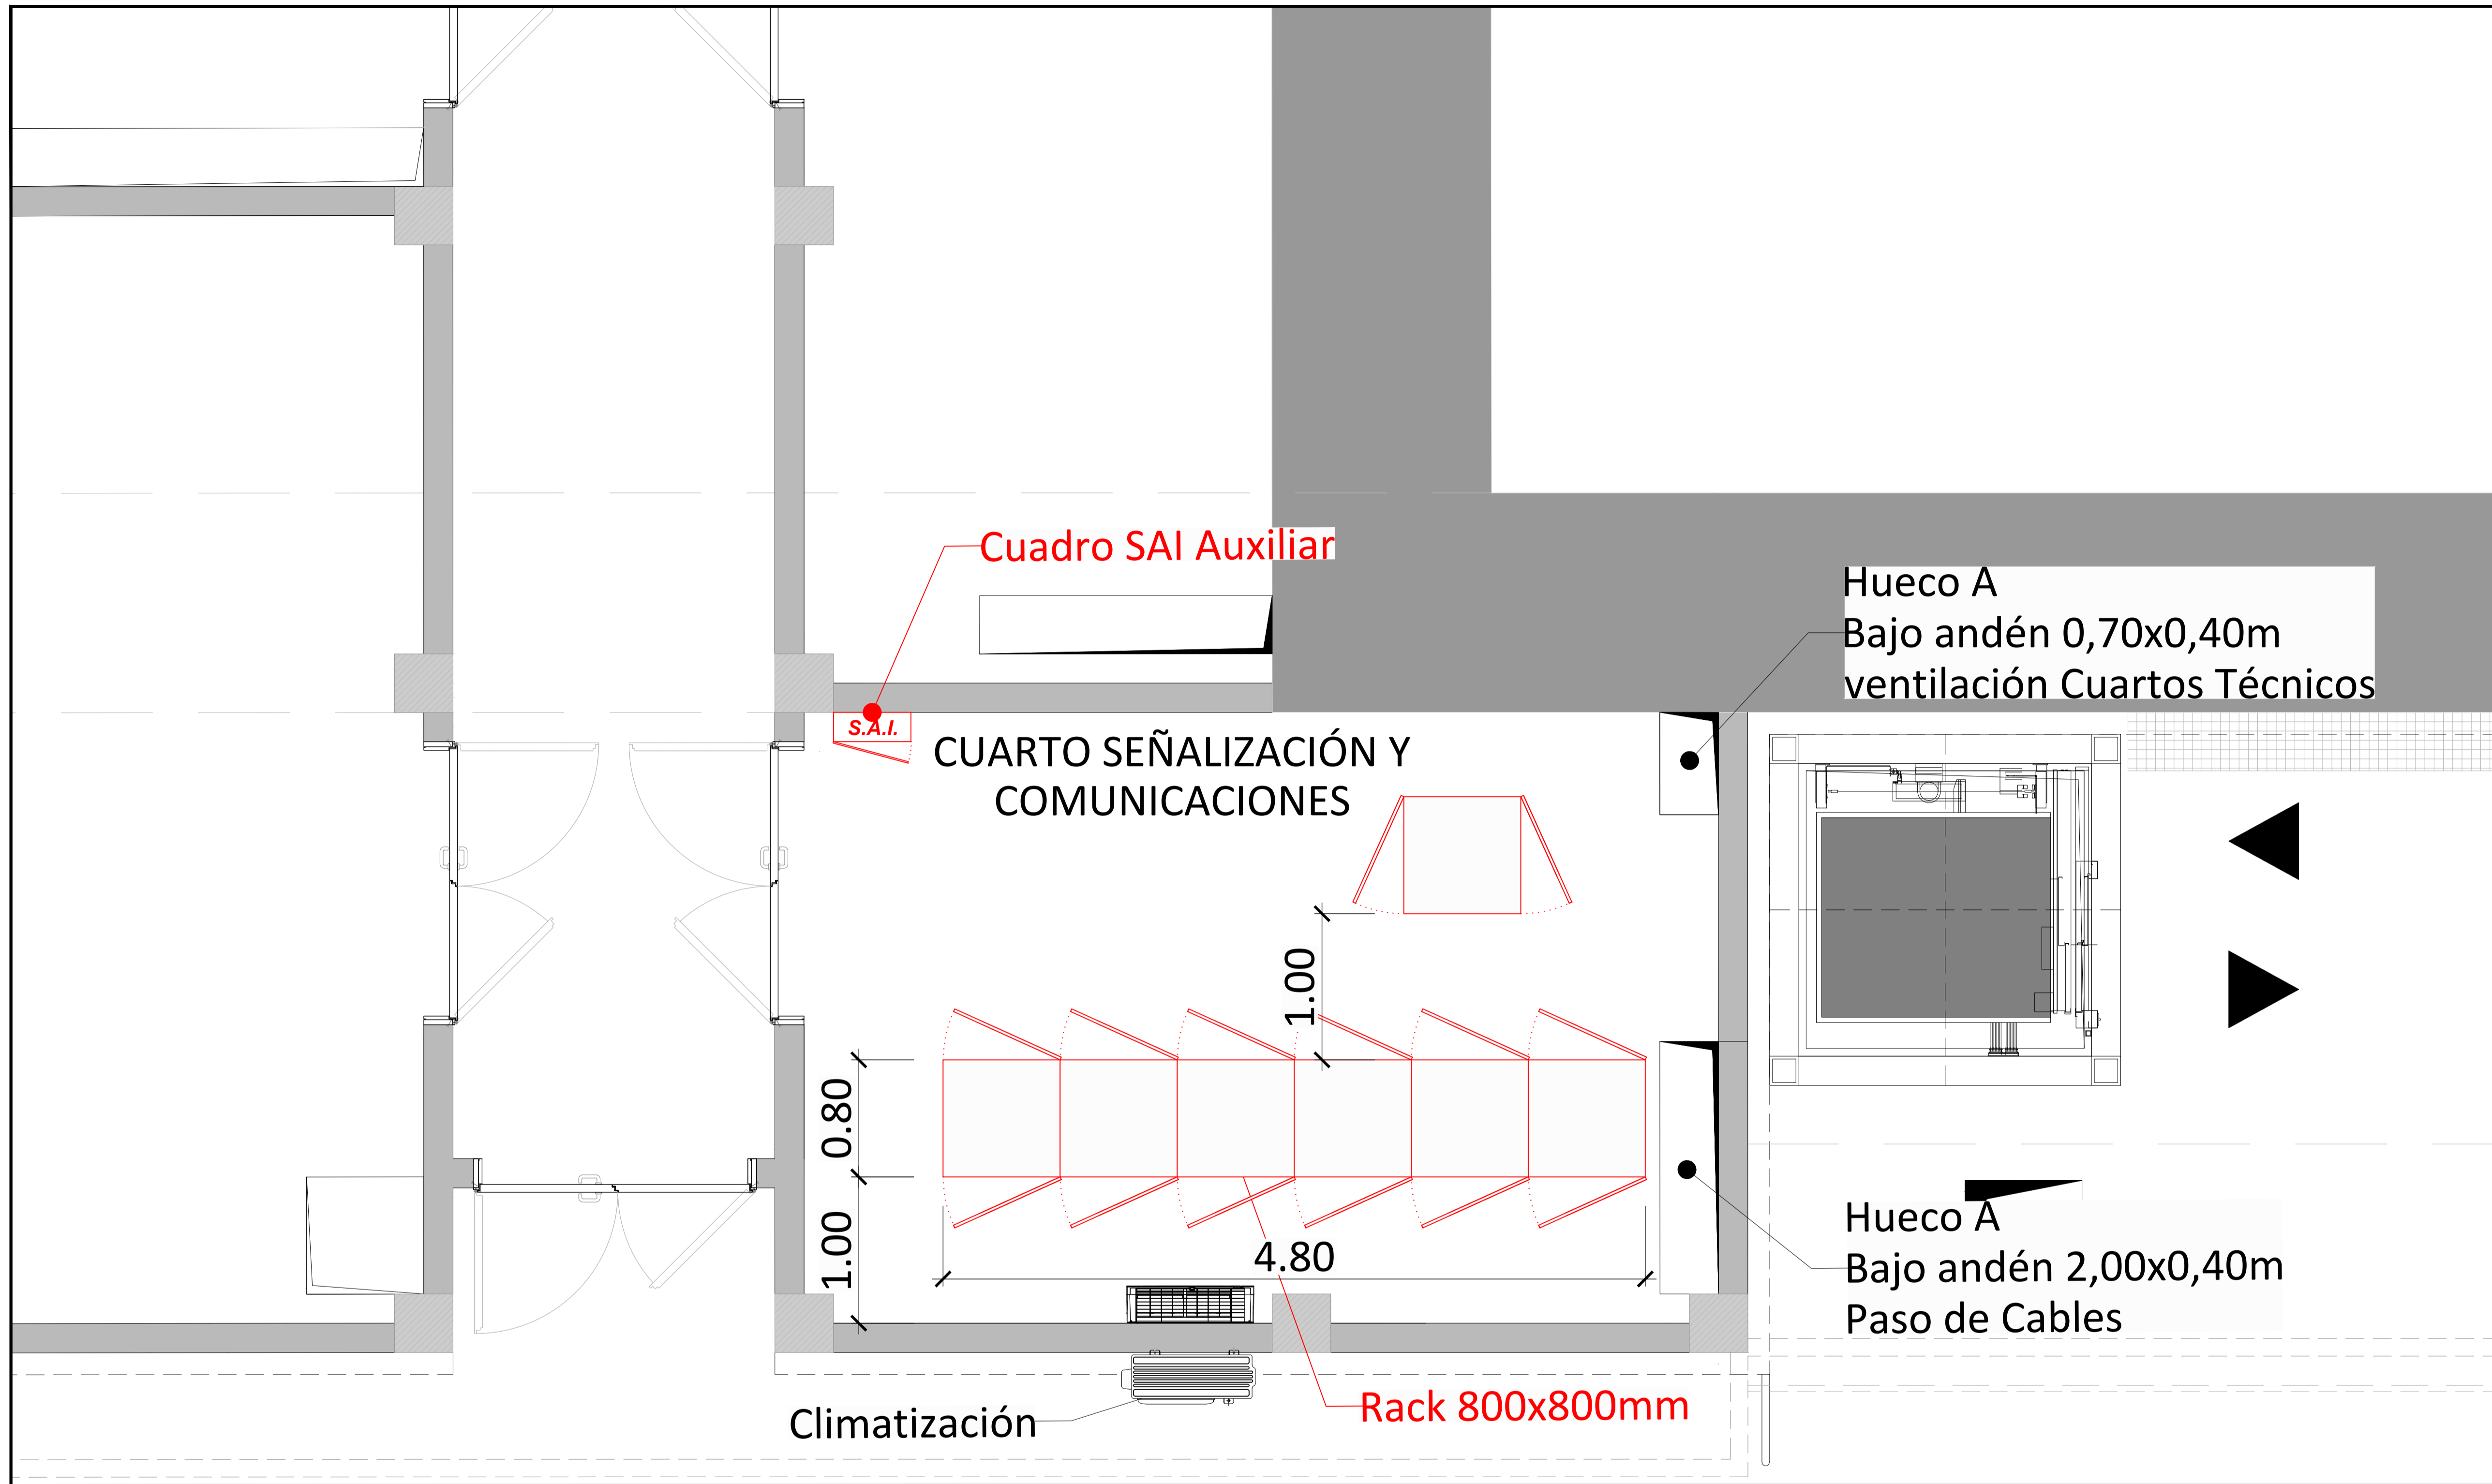 Cuadro SAI Auxiliar
Hueco A
Bajo andén 0,70x0,40m
ventilación Cuartos Técnicos
S.A.I.
CUARTO SEÑALIZACIÓN Y
COMUNICACIONES
1.00
0.80
1.00
4.80
Hueco A
Bajo andén 2,00x0,40m
Paso de Cables
Rack 800x800mm
Climatización